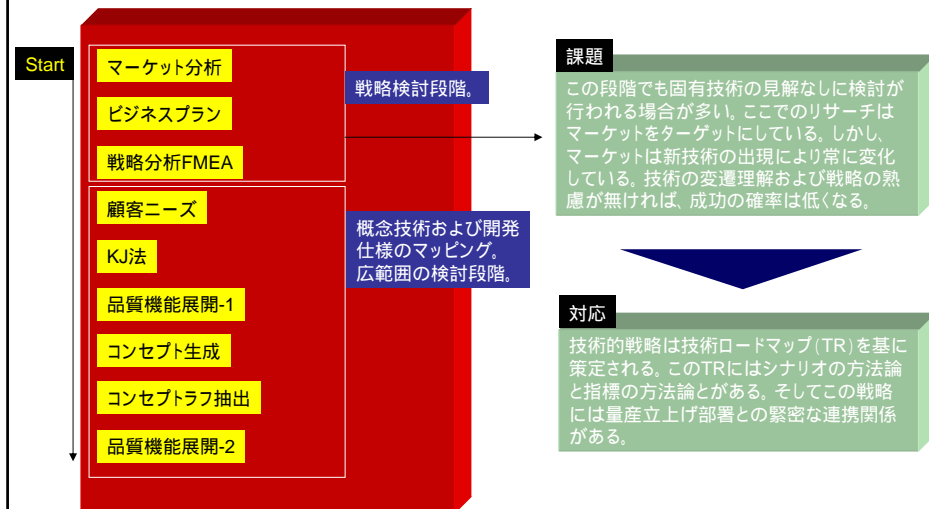 Start
マーケット分析
ビジネスプラン
戦略分析FMEA
戦略検討段階。
顧客ニーズ
KJ法
品質機能展開-1
コンセプト生成
コンセプトラフ抽出
品質機能展開-2
概念技術および開発
仕様のマッピング。
広範囲の検討段階。
課題
この段階でも固有技術の見解なしに検討が
行われる場合が多い。ここでのリサーチは
マーケットをターゲットにしている。しかし、
マーケットは新技術の出現により常に変化
している。技術の変遷理解および戦略の熟
慮が無ければ、成功の確率は低くなる。
対応
技術的戦略は技術ロードマップ(TR)を基に
策定される。このTRにはシナリオの方法論
と指標の方法論とがある。そしてこの戦略
には量産立上げ部署との緊密な連携関係
がある。